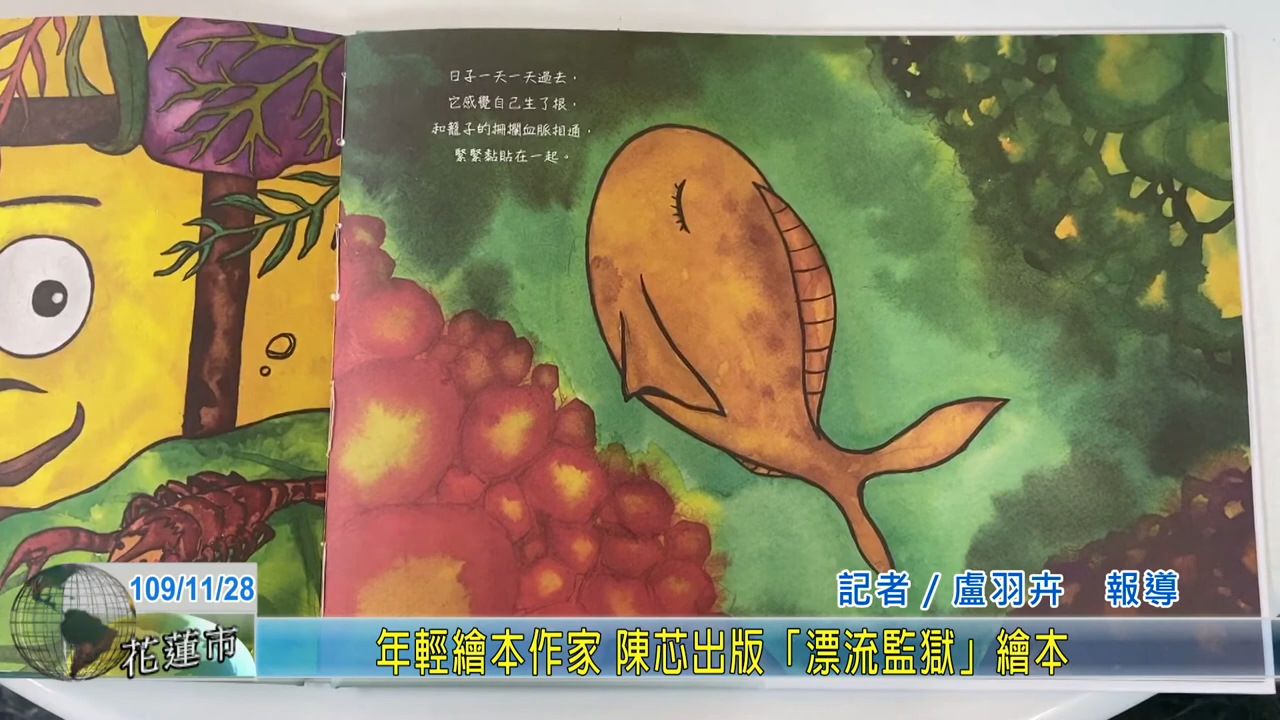 日子一天一天過去，
它感覺自己生了根，
和籠子的柵欄血脈相通，
緊緊黏貼在一起。
109/11/28
花蓮市
記者/盧羽卉 報導
年輕繪本作家 陳芯出版「漂流監獄」繪本